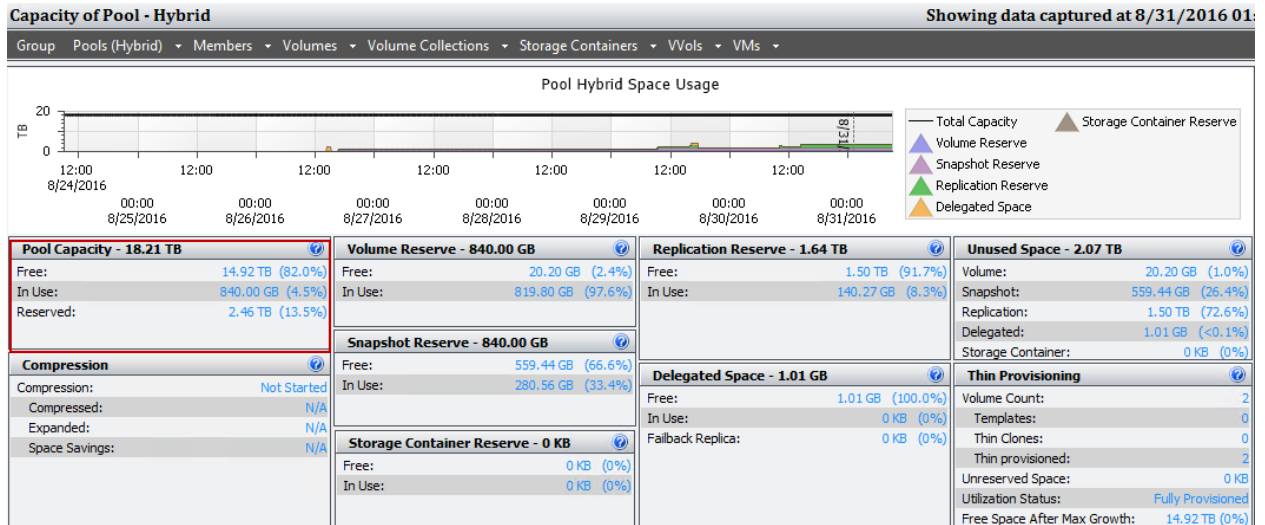 Capacity of Pool - Hybrid
Showing data captured at 8/31/2016 01:
Group Pools (Hybrid) Members Volumes Volume Collections Storage Containers VVols VMs
Pool Hybrid Space Usage
20
TB
0
8/31/
12:00 12:00 12:00 12:00 12:00 12:00 12:00
8/24/2016
00:00 00:00 00:00 00:00 00:00 00:00 00:00
8/25/2016 8/26/2016 8/27/2016 8/28/2016 8/29/2016 8/30/2016 8/31/2016
Total Capacity Storage Container Reserve
Volume Reserve
Snapshot Reserve
Replication Reserve
Delegated Space
Pool Capacity - 18.21 TB
Free: 14.92 TB (82.0%)
In Use: 840.00 GB (4.5%)
Reserved: 2.46 TB (13.5%)
Compression
Compression: Not Started
Compressed: N/A
Expanded: N/A
Space Savings: N/A
Volume Reserve - 840.00 GB
Free: 20.20 GB (2.4%)
In Use: 819.80 GB (97.6%)
Snapshot Reserve - 840.00 GB
Free: 559.44 GB (66.6%)
In Use: 280.56 GB (33.4%)
Storage Container Reserve - 0 KB
Free: 0 KB (0%)
In Use: 0 KB (0%)
Replication Reserve - 1.64 TB
Free: 1.50 TB (91.7%)
In Use: 140.27 GB (8.3%)
Delegated Space - 1.01 GB
Free: 1.01 GB (100.0%)
In Use: 0 KB (0%)
Failback Replica: 0 KB (0%)
Unused Space - 2.07 TB
Volume: 20.20 GB (1.0%)
Snapshot: 559.44 GB (26.4%)
Replication: 1.50 TB (72.6%)
Delegated: 1.01 GB (<0.1%)
Storage Container: 0 KB (0%)
Thin Provisioning
Volume Count: 2
Templates: 0
Thin Clones: 0
Thin provisioned: 2
Unreserved Space: 0 KB
Utilization Status: Fully Provisioned
Free Space After Max Growth: 14.92 TB (0%)